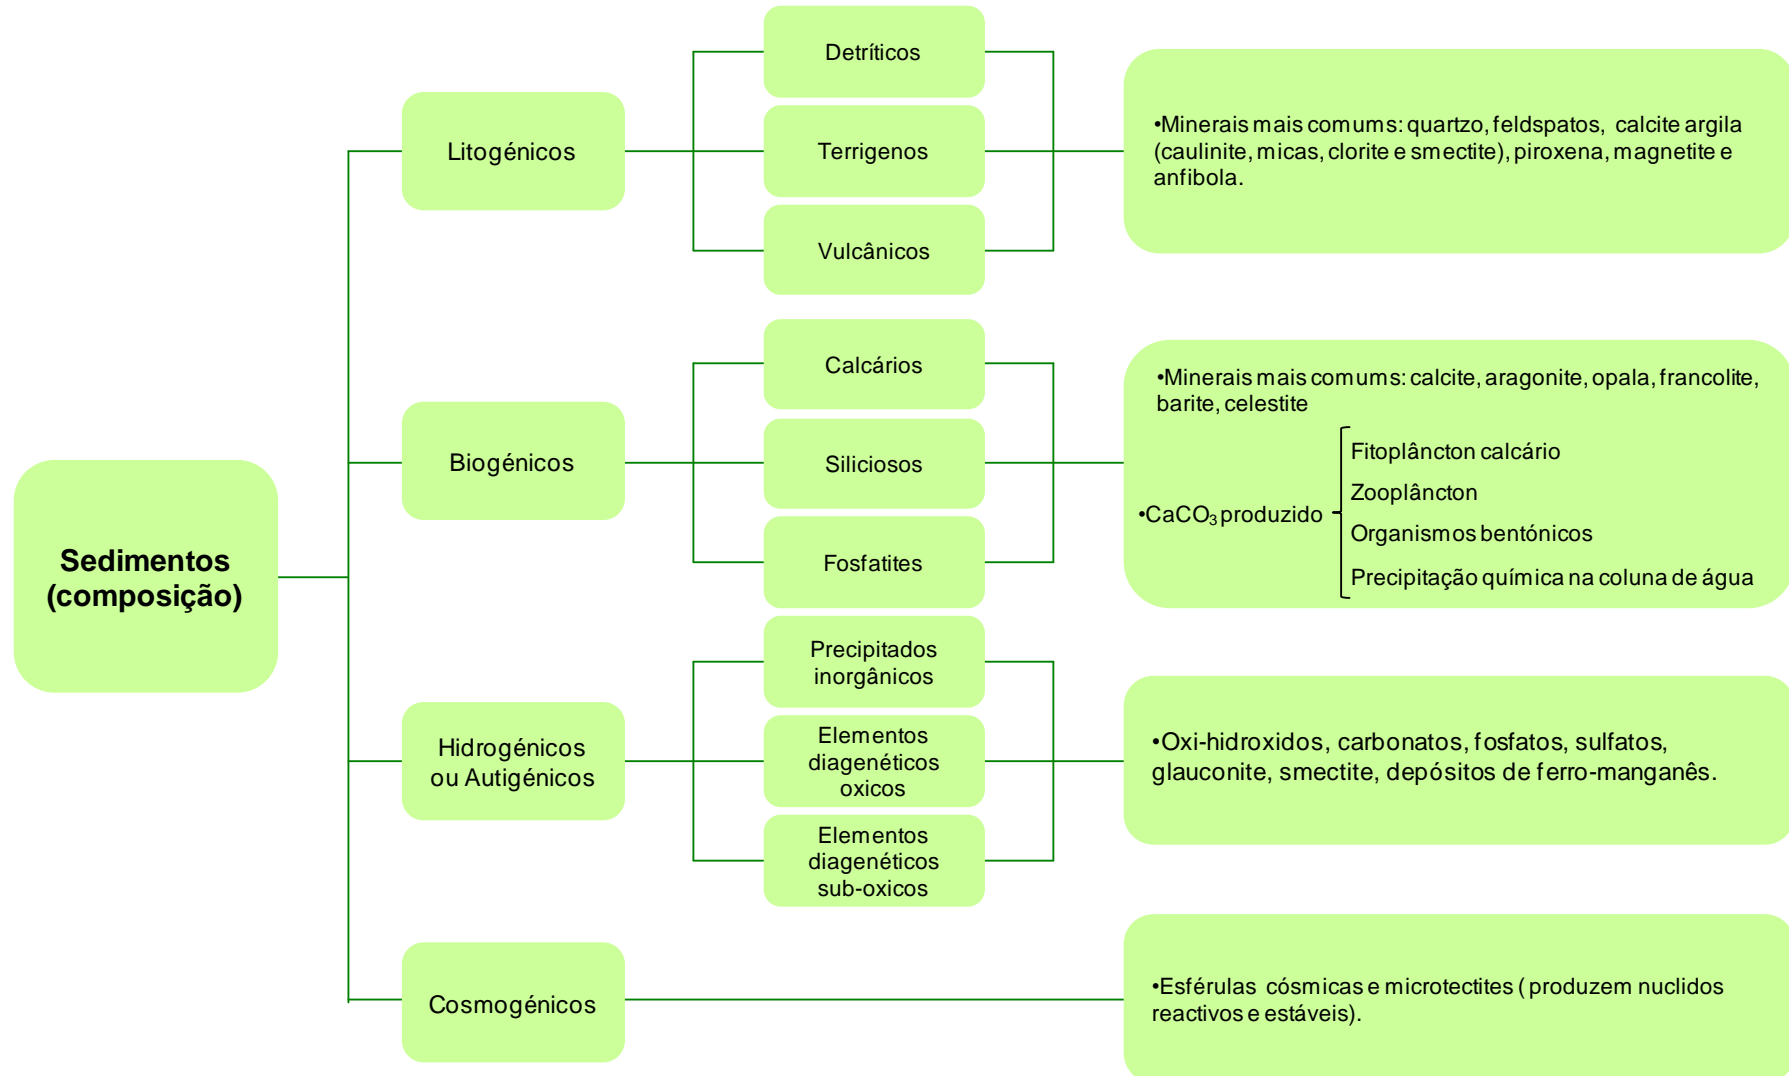 Sedimentos
(composição)
Litogénicos
Detríticos
Terrigenos
Vulcânicos
•Minerais mais comums: quartzo, feldspatos, calcite argila
(caulinite, micas, clorite e smectite), piroxena, magnetite e
anfibola.
Biogénicos
Calcários
Siliciosos
Fosfatites
•Minerais mais comums: calcite, aragonite, opala, francolite,
barite, celestite
•CaCO₃ produzido
Fitoplâncton calcário
Zooplâncton
Organismos bentónicos
Precipitação química na coluna de água
Hidrogénicos
ou Autigénicos
Precipitados
inorgânicos
Elementos
diagenéticos
oxicos
Elementos
diagenéticos
sub-oxicos
•Oxi-hidroxidos, carbonatos, fosfatos, sulfatos,
glauconite, smectite, depósitos de ferro-manganês.
Cosmogénicos
•Esférulas cósmicas e microtectites ( produzem nuclidos
reactivos e estáveis).